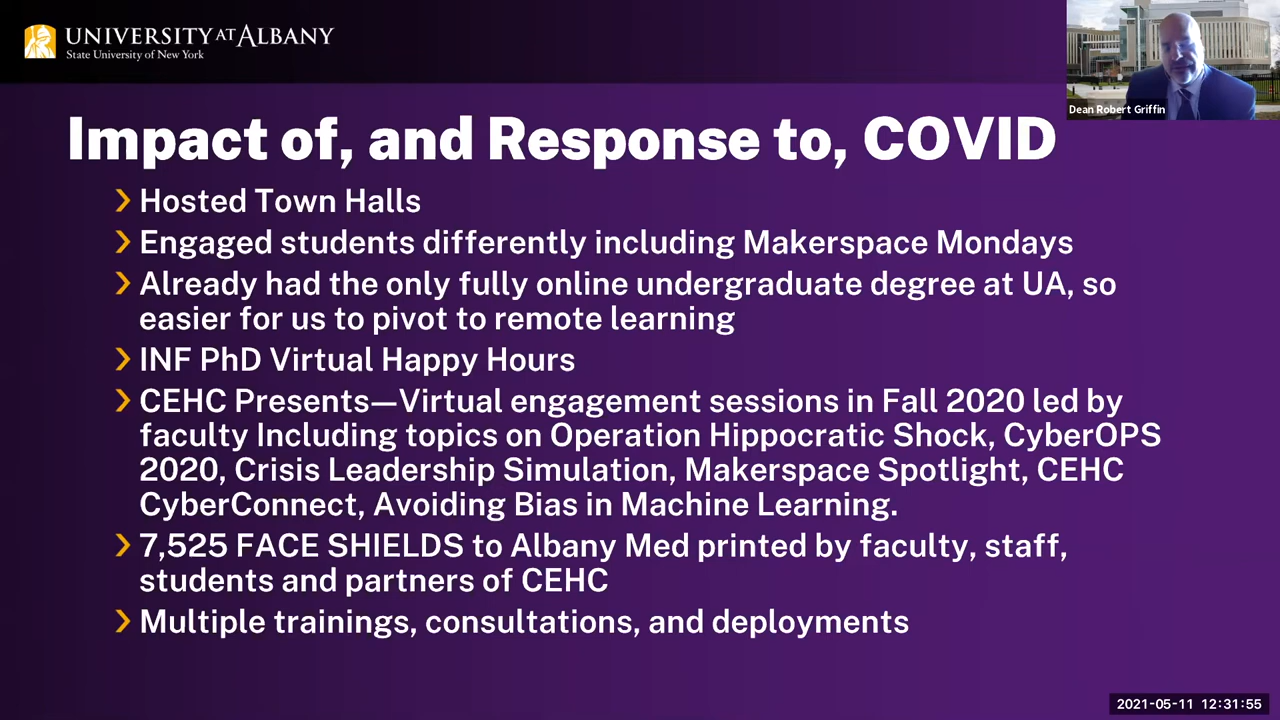 UNIVERSITY AT ALBANY
State University of New York
Dean Robert Griffin
Impact of, and Response to, COVID
Hosted Town Halls
Engaged students differently including Makerspace Mondays
Already had the only fully online undergraduate degree at UA, so
easier for us to pivot to remote learning
INF PhD Virtual Happy Hours
CEHC Presents—Virtual engagement sessions in Fall 2020 led by
faculty Including topics on Operation Hippocratic Shock, CyberOPS
2020, Crisis Leadership Simulation, Makerspace Spotlight, CEHC
CyberConnect, Avoiding Bias in Machine Learning.
7,525 FACE SHIELDS to Albany Med printed by faculty, staff,
students and partners of CEHC
Multiple trainings, consultations, and deployments
2021-05-11 12:31:55